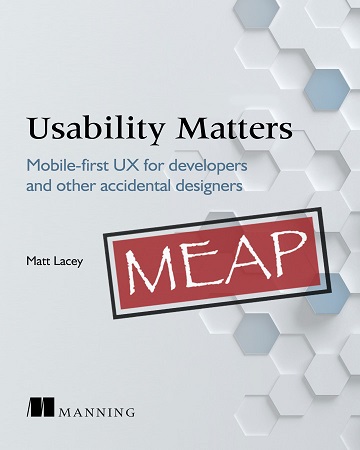 Usability Matters
Mobile-first UX for developers
and other accidental designers
Matt Lacey
MEAP
MANNING